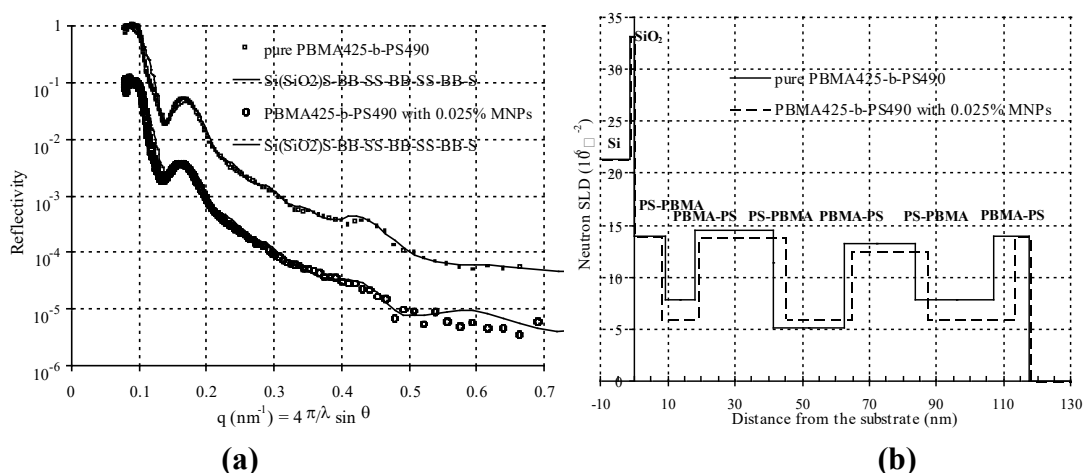 1
10-1
10-2
10-3
10-4
10-5
10-6
0
0.1
0.2
0.3
0.4
0.5
0.6
0.7
Reflectivity
q (nm-1) = 4 π/λ sin θ
pure PBMA425-b-PS490
Si(SiO2)S-BB-SS-BB-SS-BB-S
PBMA425-b-PS490 with 0.025% MNPs
Si(SiO2)S-BB-SS-BB-SS-BB-S
(a)
35
30
25
20
15
10
5
0
-10
10
30
50
70
90
110
130
Neutron SLD (10 6 □ -2)
Distance from the substrate (nm)
SiO2
Si
pure PBMA425-b-PS490
PBMA425-b-PS490 with 0.025% MNPs
PS-PBMA
PBMA-PS
PS-PBMA
PBMA-PS
PS-PBMA
PBMA-PS
(b)